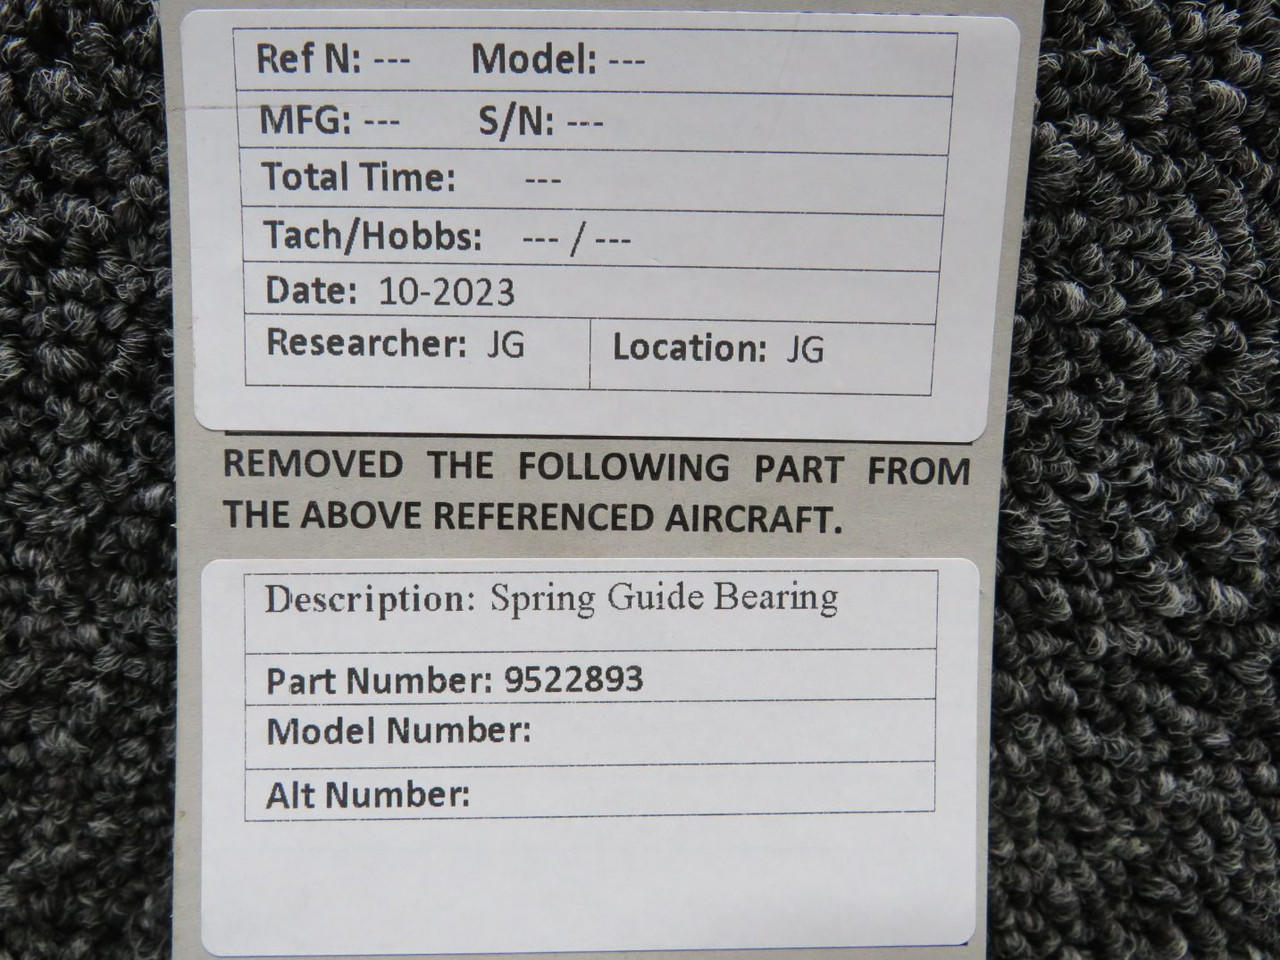 Ref N: --- Model: ---
MFG: --- S/N: ---
Total Time: ---
Tach/Hobbs: --- / ---
Date: 10-2023
Researcher: JG Location: JG
REMOVED THE FOLLOWING PART FROM
THE ABOVE REFERENCED AIRCRAFT.
Description: Spring Guide Bearing
Part Number: 9522893
Model Number:
Alt Number: